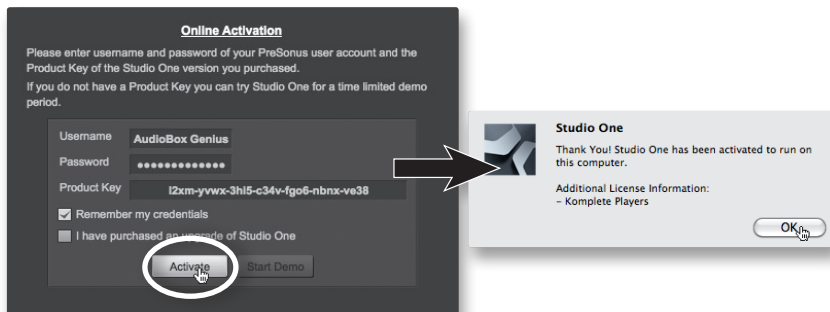 Online Activation
Please enter username and password of your PreSonus user account and the
Product Key of the Studio One version you purchased.
If you do not have a Product Key you can try Studio One for a time limited demo
period.
Username AudioBox Genius
Password •••••••••••••
Product Key l2xm-yvwx-3hl5-c34v-fgo6-nbnx-ve38
Remember my credentials
I have purchased an upgrade of Studio One
Activate Start Demo
Studio One
Thank You! Studio One has been activated to run on
this computer.
Additional License Information:
– Komplete Players
OK